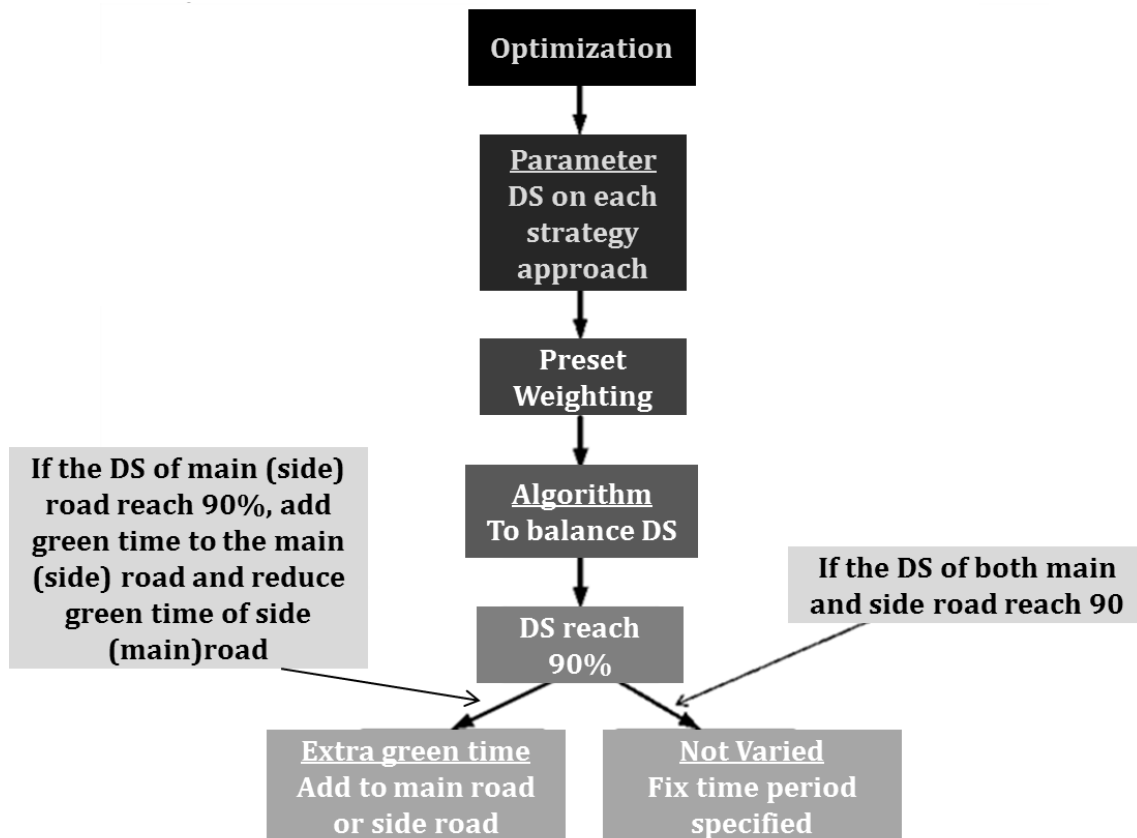 Optimization
Parameter
DS on each
strategy
approach
Preset
Weighting
If the DS of main (side)
road reach 90%, add
green time to the main
(side) road and reduce
green time of side
(main)road
Algorithm
To balance DS
If the DS of both main
and side road reach 90
DS reach
90%
Extra green time
Add to main road
or side road
Not Varied
Fix time period
specified